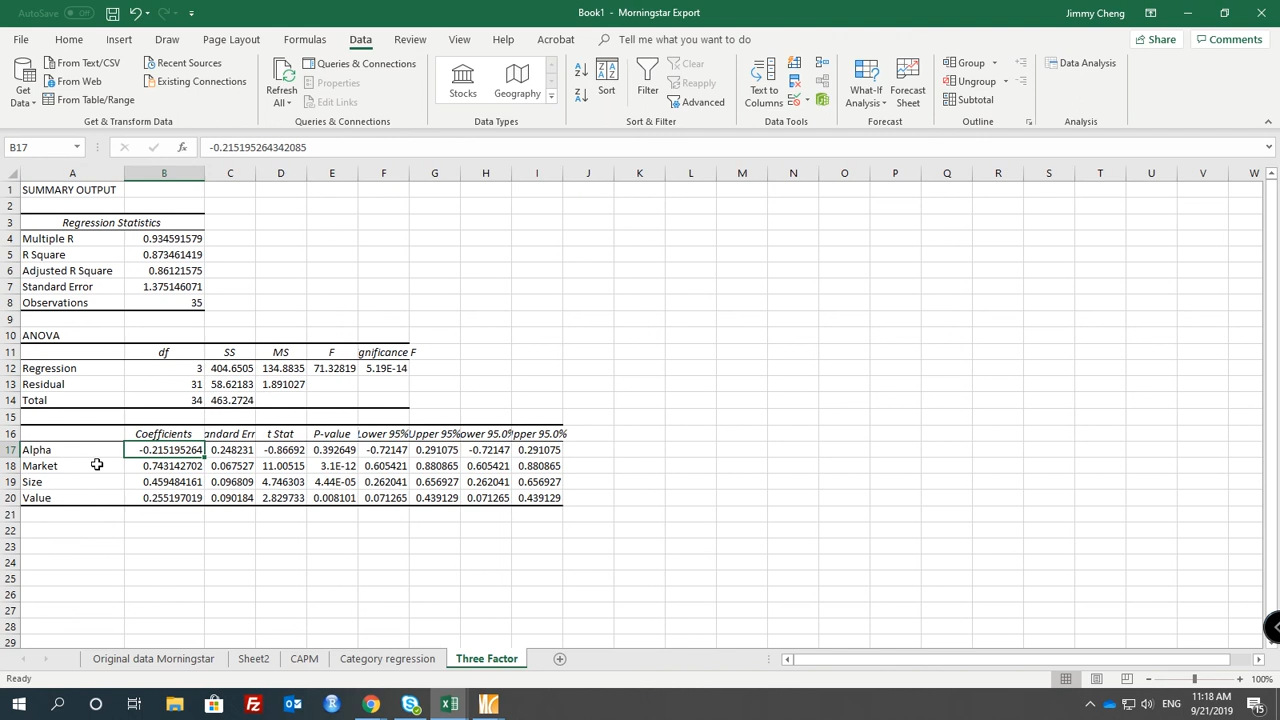 AutoSave Off
Book1 - Morningstar Export
Jimmy Cheng
File Home Insert Draw Page Layout Formulas Data Review View Help Acrobat Tell me what you want to do Share Comments
Get Data
From Text/CSV
From Web
From Table/Range
Recent Sources
Existing Connections
Get & Transform Data
Refresh All
Queries & Connections
Properties
Edit Links
Queries & Connections
Stocks
Geography
Data Types
Sort
Filter
Clear
Reapply
Advanced
Sort & Filter
Text to Columns
Data Tools
What-If Analysis
Forecast Sheet
Forecast
Group
Ungroup
Subtotal
Outline
Data Analysis
Analysis
B17 fx -0.215195264342085
A B C D E F G H I J K L M N O P Q R S T U V W
1 SUMMARY OUTPUT
2
3 Regression Statistics
4 Multiple R 0.934591579
5 R Square 0.873461419
6 Adjusted R Square 0.86121575
7 Standard Error 1.375146071
8 Observations 35
9
10 ANOVA
11 df SS MS F gnificance F
12 Regression 3 404.6505 134.8835 71.32819 5.19E-14
13 Residual 31 58.62183 1.891027
14 Total 34 463.2724
15
16 Coefficients andard Err t Stat P-value Lower 95% Upper 95% ower 95.0% pper 95.0%
17 Alpha -0.215195264 0.248231 -0.86692 0.392649 -0.72147 0.291075 -0.72147 0.291075
18 Market 0.743142702 0.067527 11.00515 3.1E-12 0.605421 0.880865 0.605421 0.880865
19 Size 0.459484161 0.096809 4.746303 4.44E-05 0.262041 0.656927 0.262041 0.656927
20 Value 0.255197019 0.090184 2.829733 0.008101 0.071265 0.439129 0.071265 0.439129
21
22
23
24
25
26
27
28
29
Original data Morningstar Sheet2 CAPM Category regression Three Factor
Ready
100%
ENG
11:18 AM
9/21/2019
15